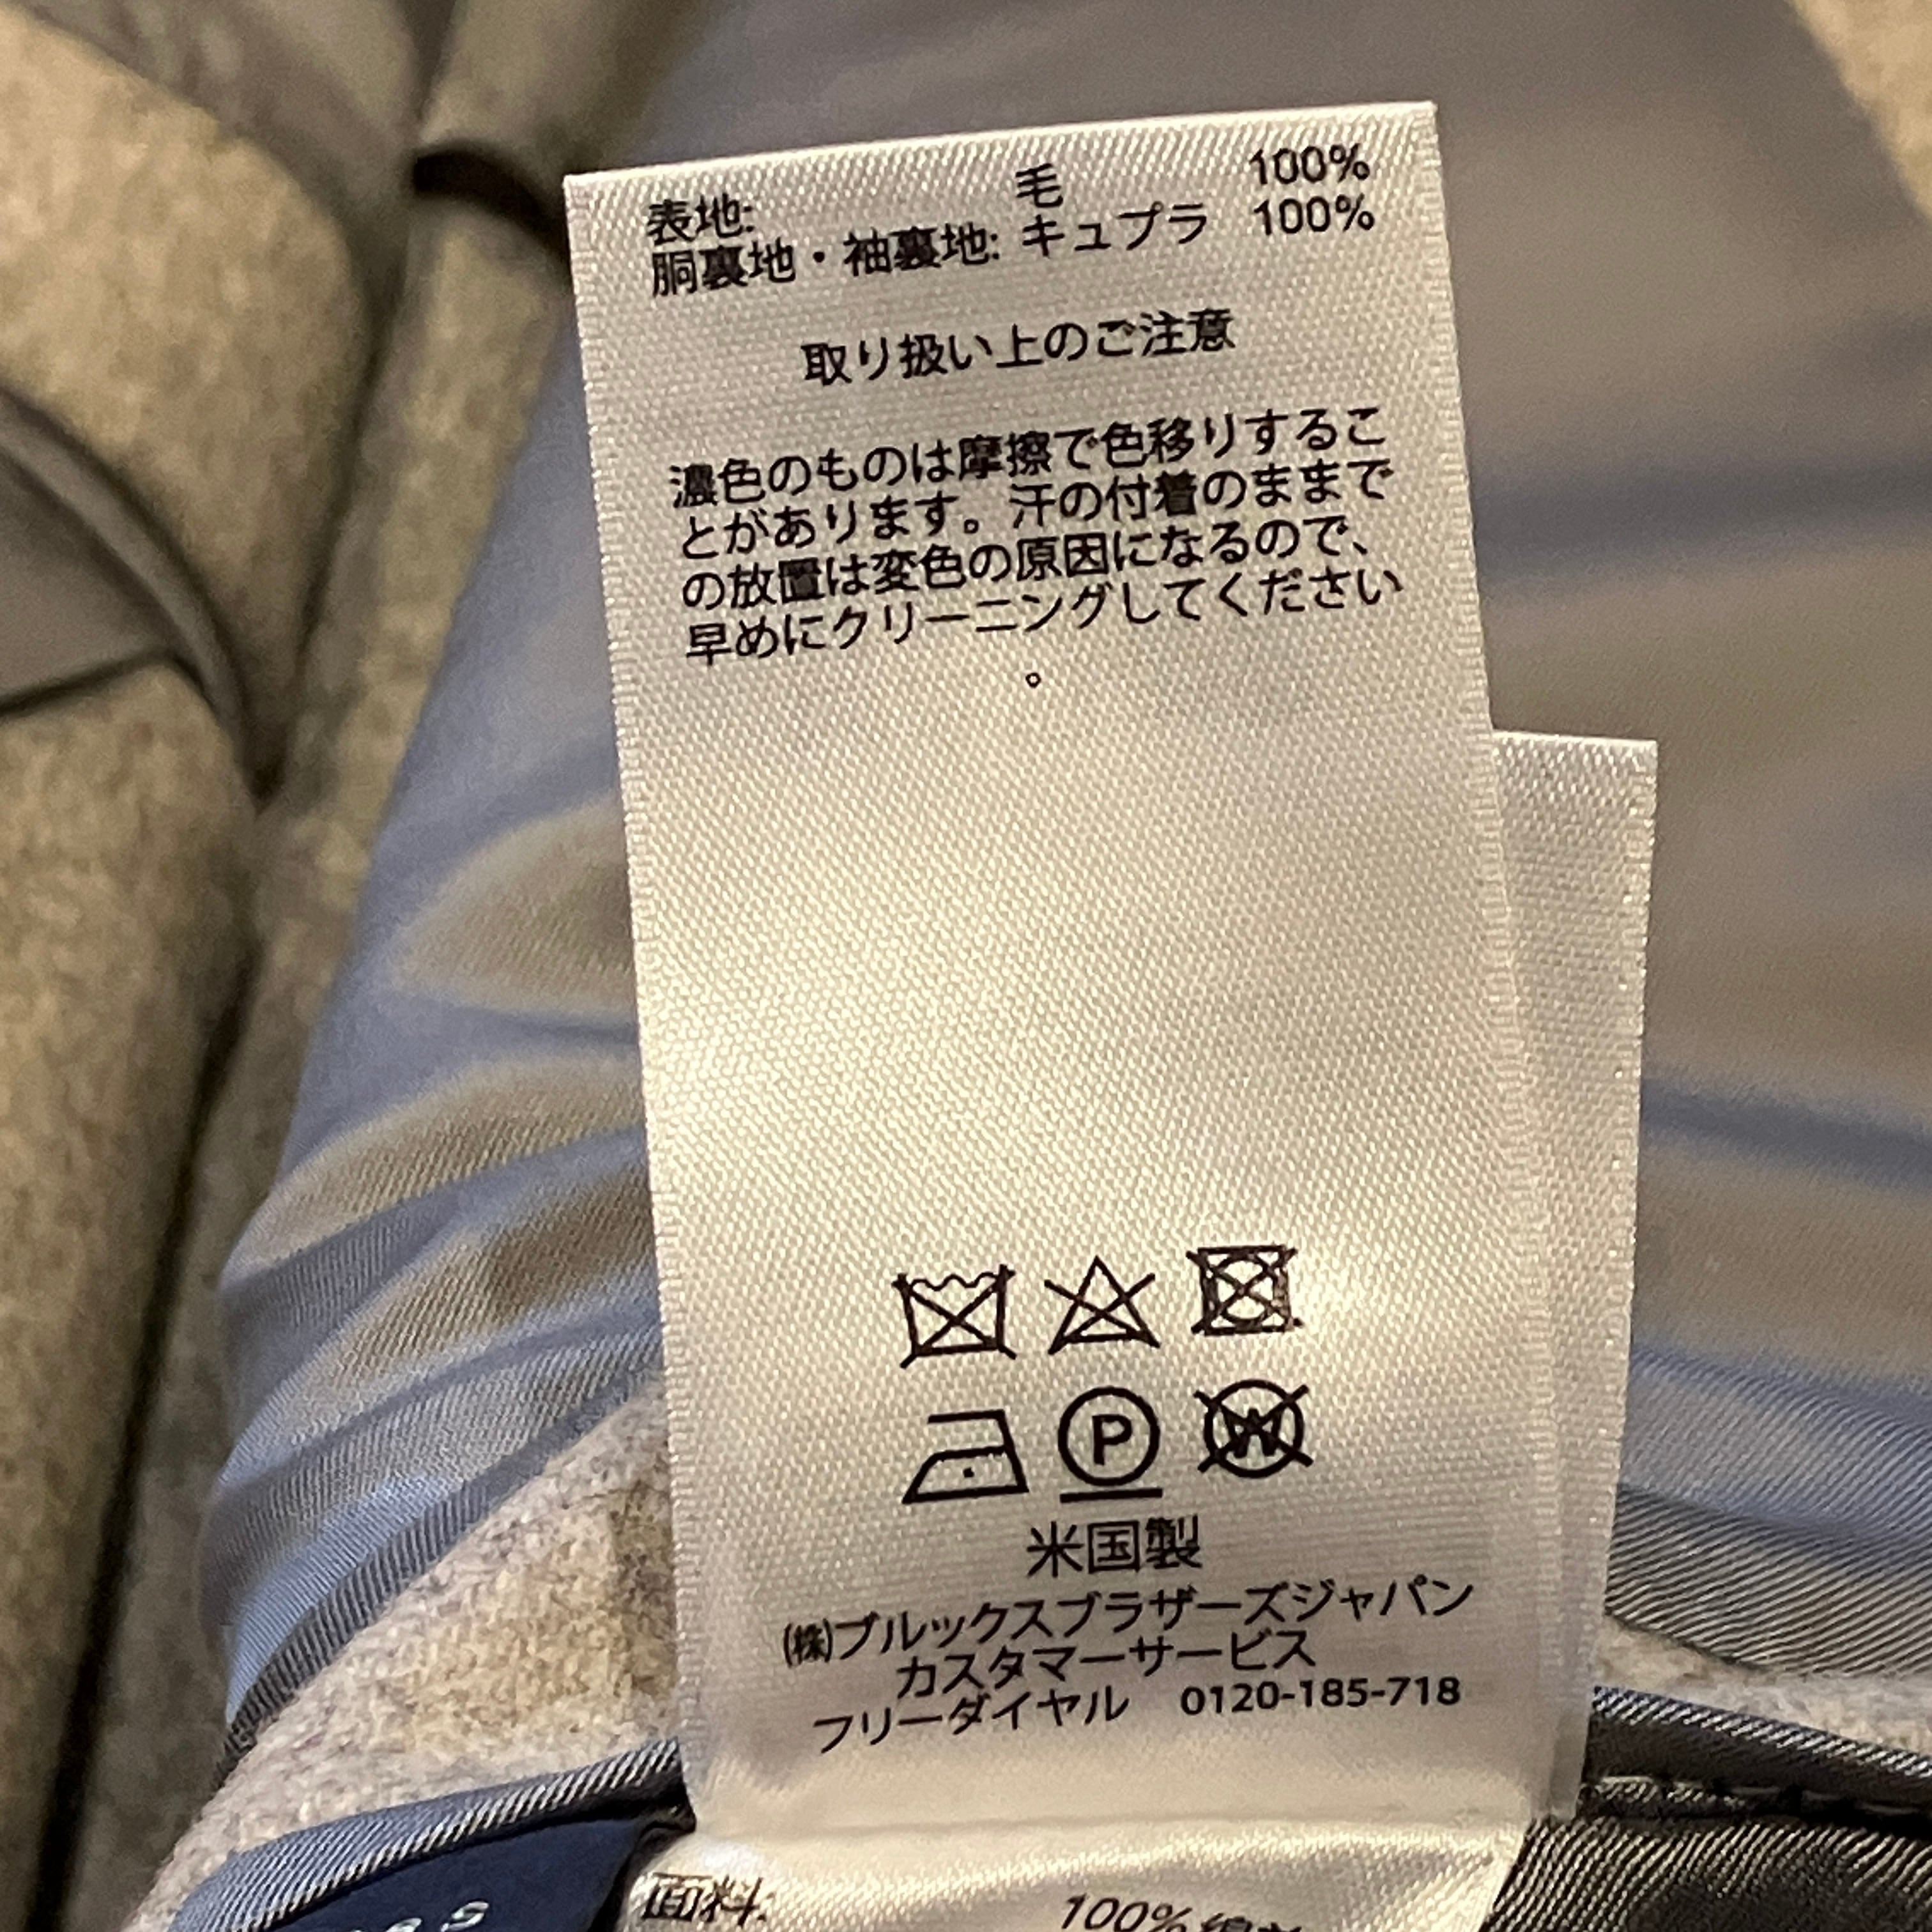 表地: 毛 100%
胴裏地・袖裏地: キュプラ 100%
取り扱い上のご注意
濃色のものは摩擦で色移りするこ
とがあります。汗の付着のままで
の放置は変色の原因になるので、
早めにクリーニングしてください
。
P W
米国製
㈱ブルックスブラザーズジャパン
カスタマーサービス
フリーダイヤル 0120-185-718
面料: 100%